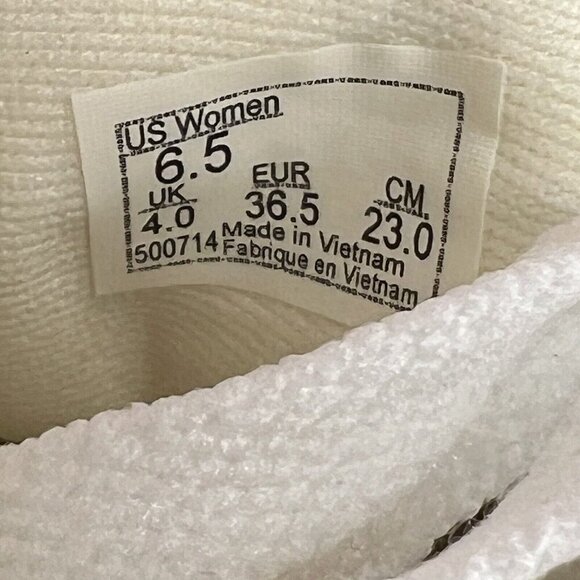 US Women
6.5
UK
4.0
EUR
36.5
CM
23.0
500714
Made in Vietnam
Fabrique en Vietnam